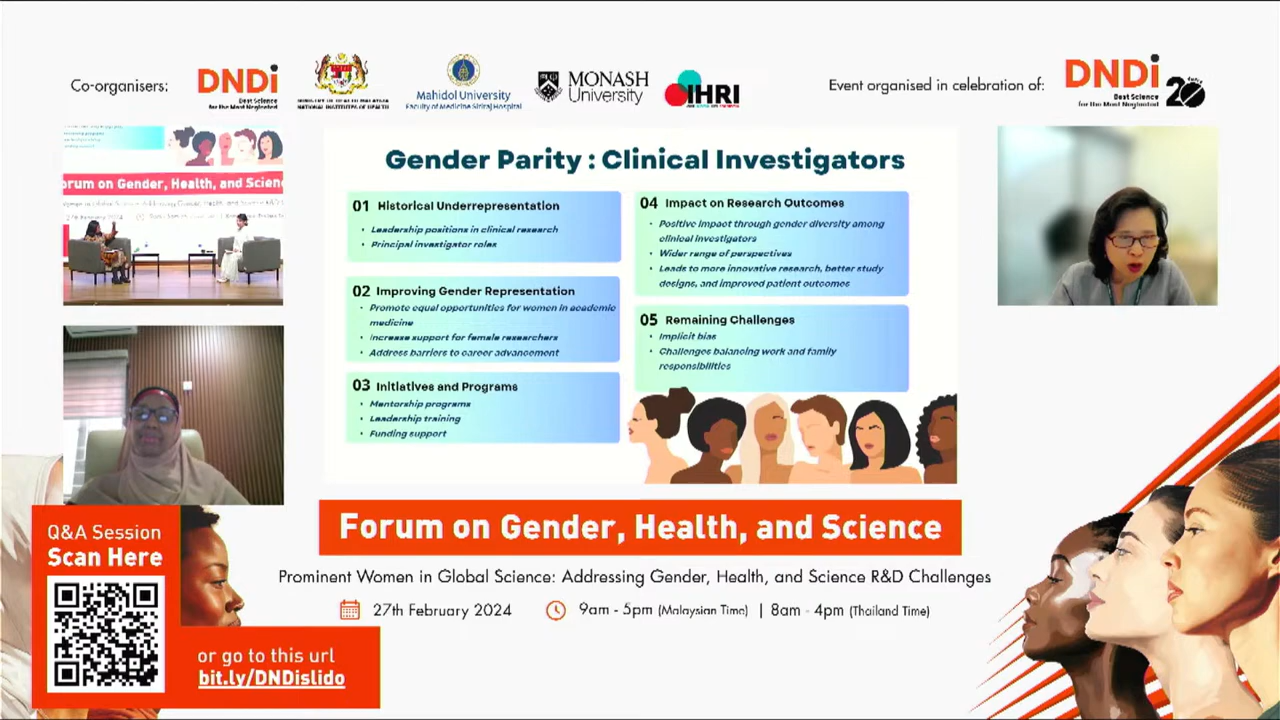 Co-organisers:
DNDi
Best Science
for the Most Neglected
MINISTRY OF HEALTH MALAYSIA
NATIONAL INSTITUTES OF HEALTH
Mahidol University
Faculty of Medicine Siriraj Hospital
MONASH
University
IHRI
Event organised in celebration of:
DNDi
Best Science
for the Most Neglected
20
orum on Gender, Health, and Scien
Gender Parity : Clinical Investigators
01 Historical Underrepresentation
• Leadership positions in clinical research
• Principal investigator roles
02 Improving Gender Representation
• Promote equal opportunities for women in academic
medicine
• Increase support for female researchers
• Address barriers to career advancement
03 Initiatives and Programs
• Mentorship programs
• Leadership training
• Funding support
04 Impact on Research Outcomes
• Positive impact through gender diversity among
clinical investigators
• Wider range of perspectives
• Leads to more innovative research, better study
designs, and improved patient outcomes
05 Remaining Challenges
• Implicit bias
• Challenges balancing work and family
responsibilities
Forum on Gender, Health, and Science
Prominent Women in Global Science: Addressing Gender, Health, and Science R&D Challenges
27th February 2024 9am - 5pm (Malaysian Time) | 8am - 4pm (Thailand Time)
Q&A Session
Scan Here
or go to this url
bit.ly/DNDislido